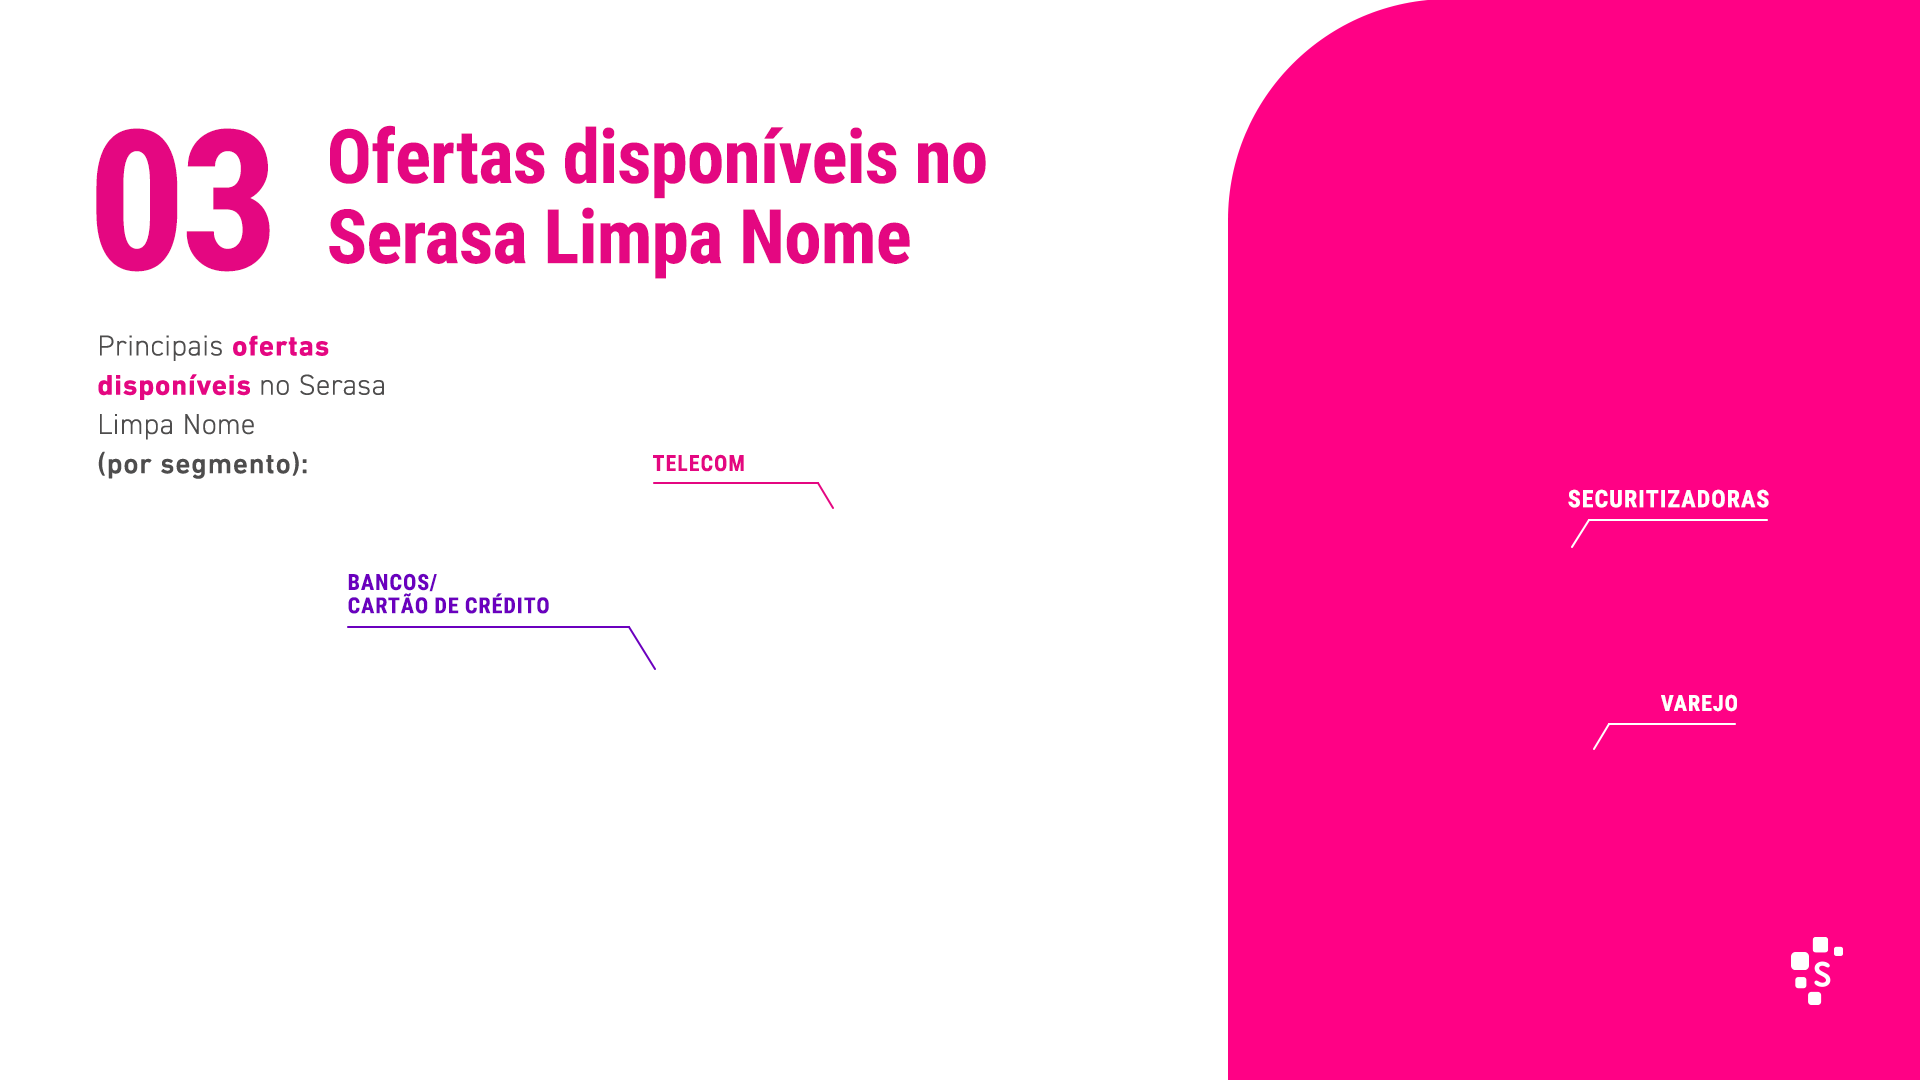 03
Ofertas disponíveis no
Serasa Limpa Nome
Principais ofertas
disponíveis no Serasa
Limpa Nome
(por segmento):
TELECOM
SECURITIZADORAS
BANCOS/
CARTÃO DE CRÉDITO
VAREJO
S